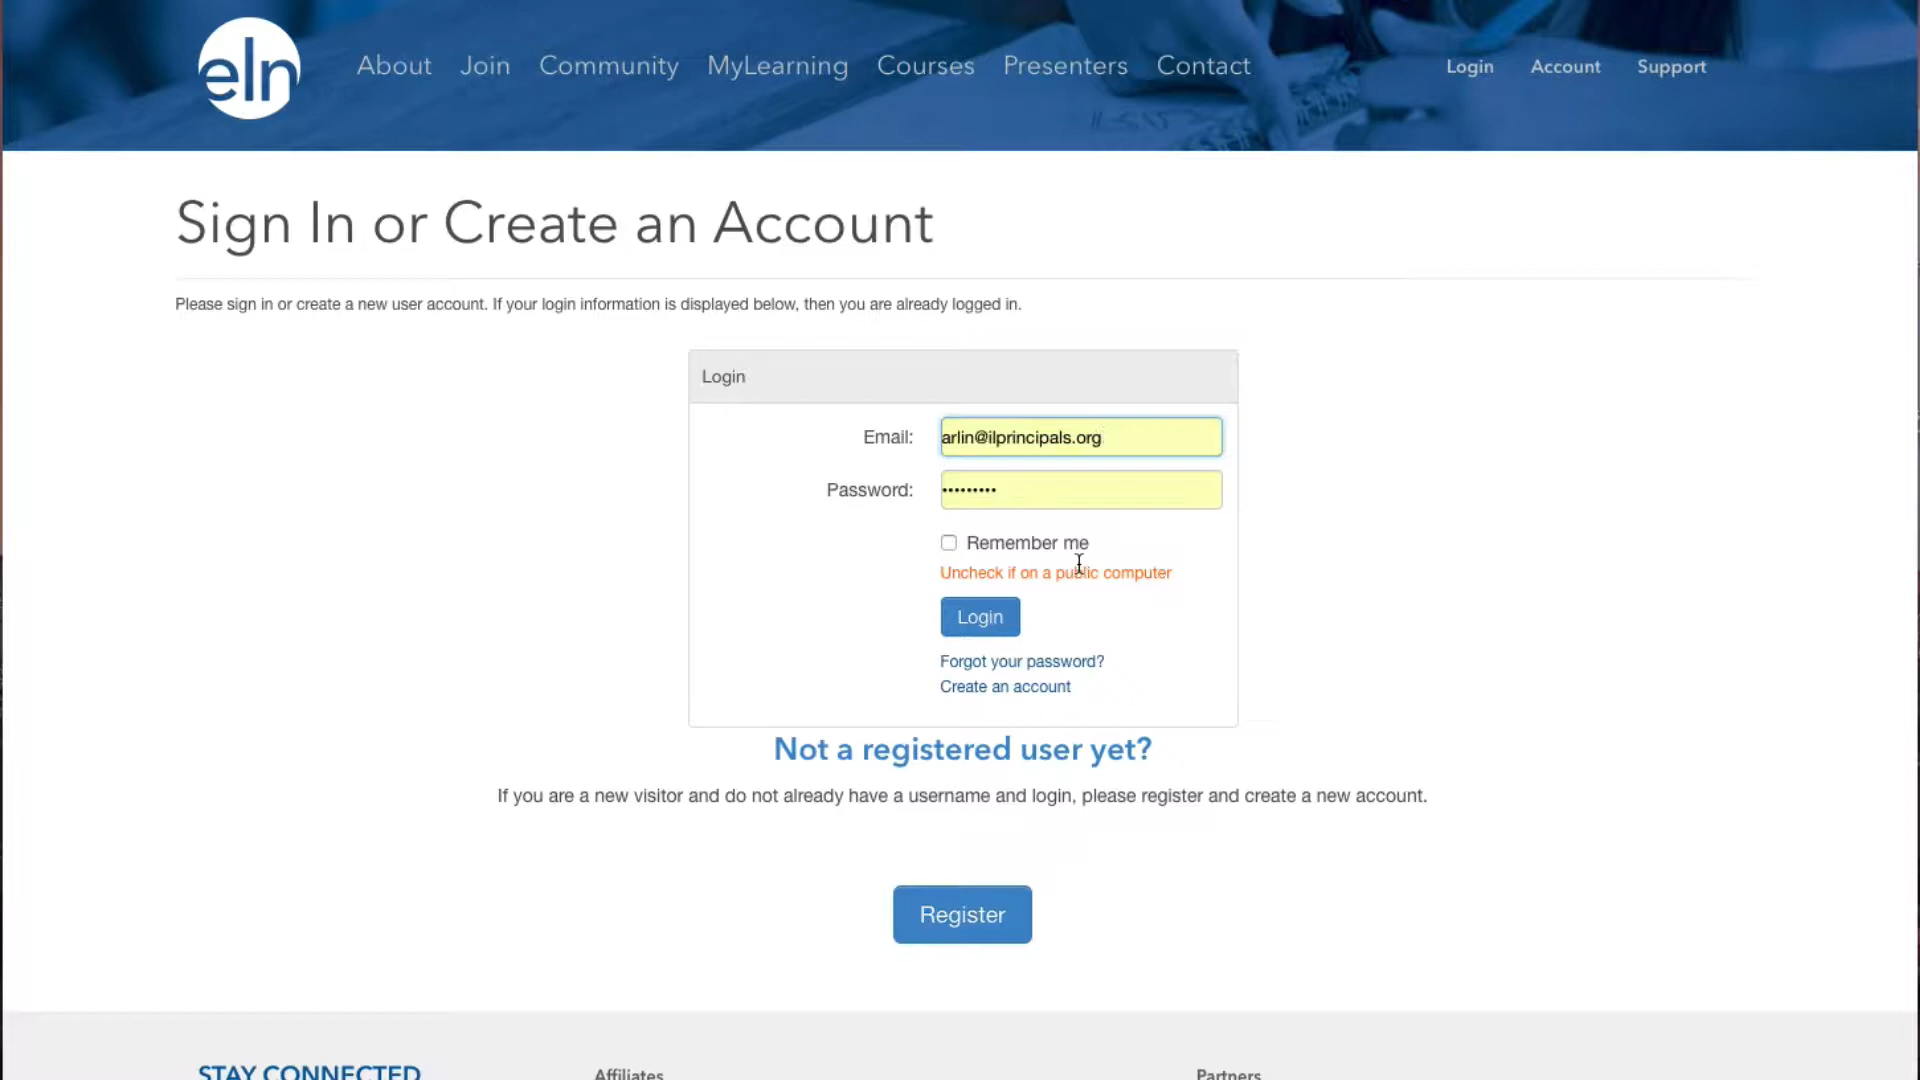 eln
About Join Community MyLearning Courses Presenters Contact
Login Account Support
Sign In or Create an Account
Please sign in or create a new user account. If your login information is displayed below, then you are already logged in.
Login
Email: arlin@ilprincipals.org
Password: •••••••••
Remember me
Uncheck if on a public computer
Login
Forgot your password?
Create an account
Not a registered user yet?
If you are a new visitor and do not already have a username and login, please register and create a new account.
Register
STAY CONNECTED Affiliates Partners